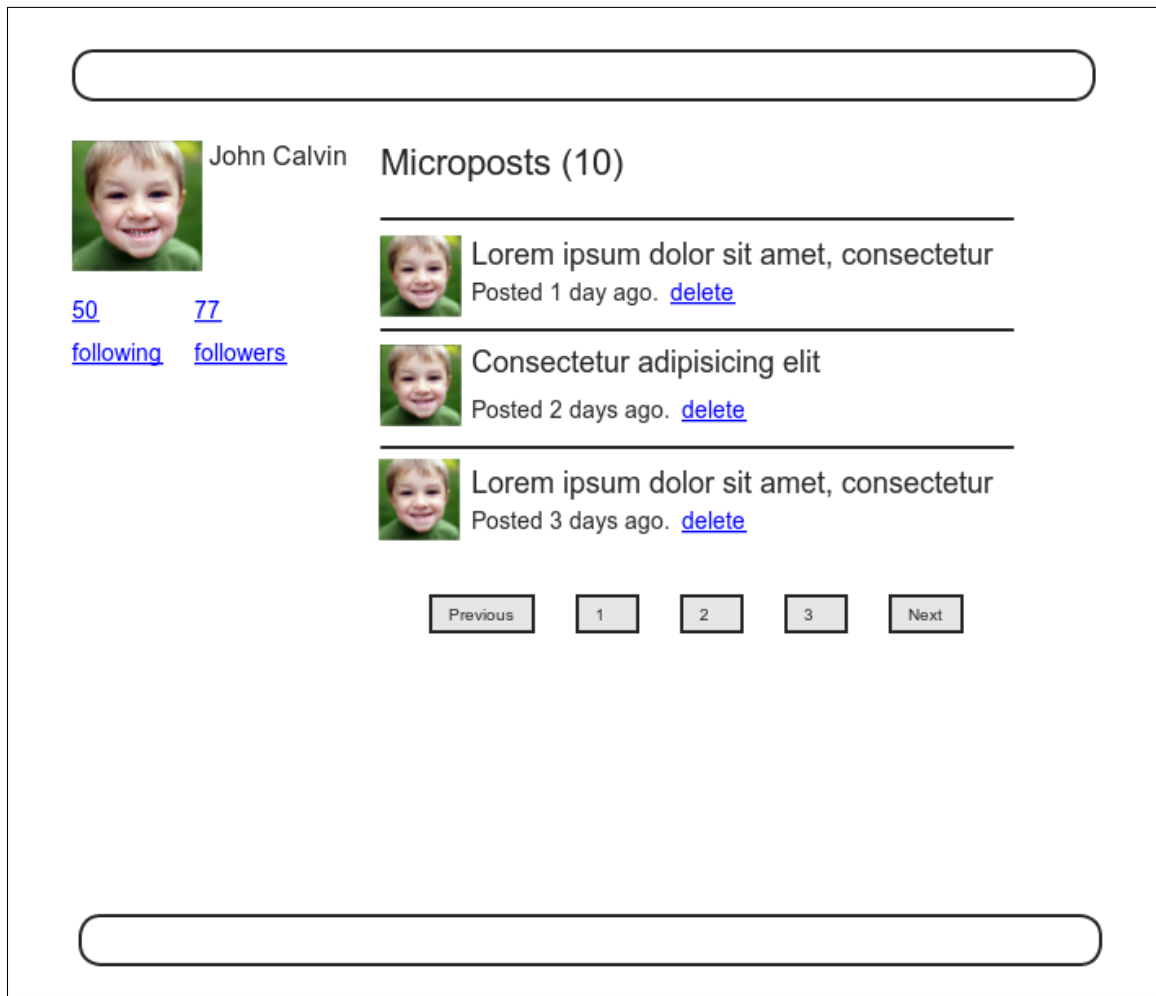 John Calvin
50 77
following followers
Microposts (10)
Lorem ipsum dolor sit amet, consectetur
Posted 1 day ago. delete
Consectetur adipisicing elit
Posted 2 days ago. delete
Lorem ipsum dolor sit amet, consectetur
Posted 3 days ago. delete
Previous 1 2 3 Next